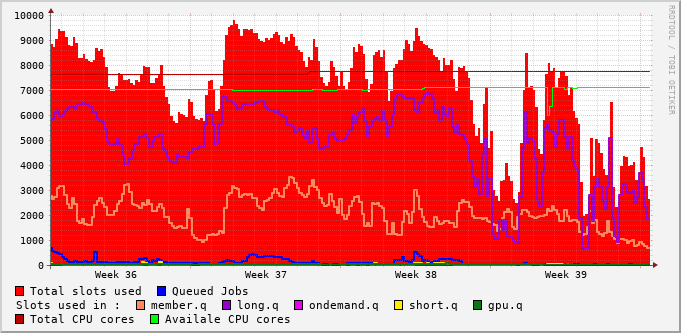 10000
9000
8000
7000
6000
5000
4000
3000
2000
1000
0
Week 36 Week 37 Week 38 Week 39
RRDTOOL / TOBI OETIKER
Total slots used Queued Jobs
Slots used in : member.q long.q ondemand.q short.q gpu.q
Total CPU cores Availale CPU cores